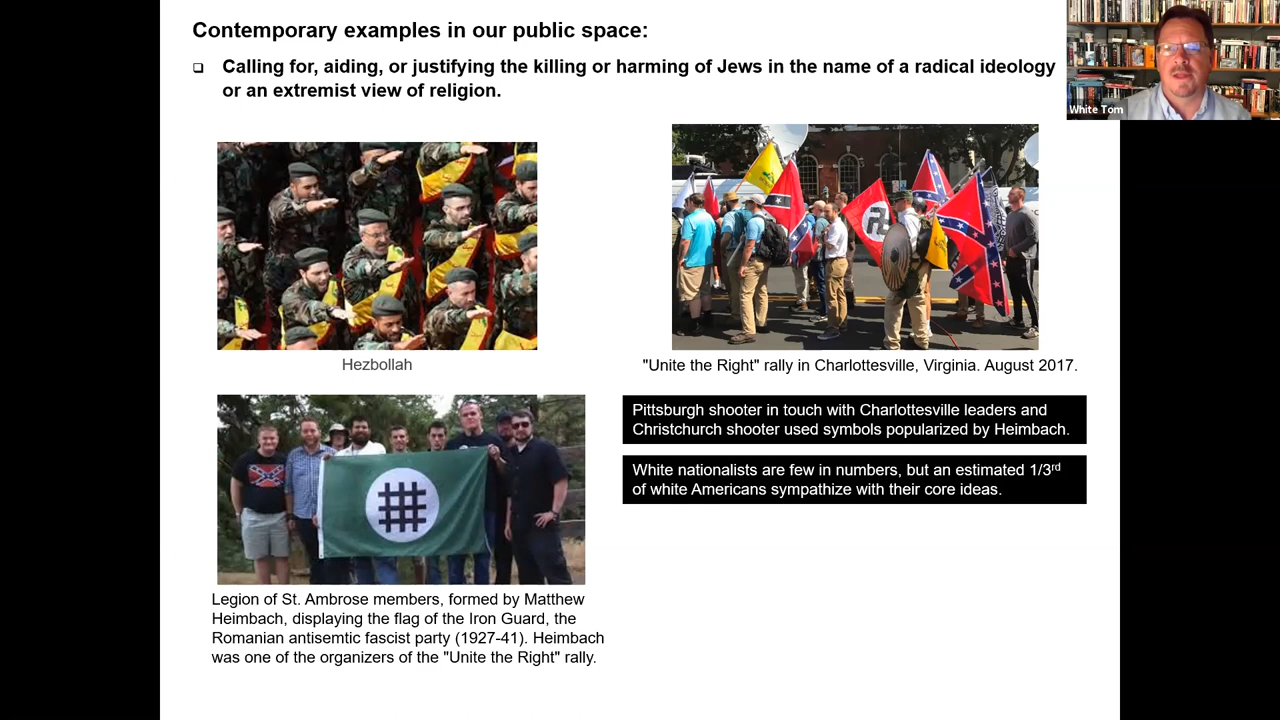 Contemporary examples in our public space:
❑ Calling for, aiding, or justifying the killing or harming of Jews in the name of a radical ideology
or an extremist view of religion.
White Tom
Hezbollah
"Unite the Right" rally in Charlottesville, Virginia. August 2017.
Pittsburgh shooter in touch with Charlottesville leaders and
Christchurch shooter used symbols popularized by Heimbach.
White nationalists are few in numbers, but an estimated 1/3rd
of white Americans sympathize with their core ideas.
Legion of St. Ambrose members, formed by Matthew
Heimbach, displaying the flag of the Iron Guard, the
Romanian antisemtic fascist party (1927-41). Heimbach
was one of the organizers of the "Unite the Right" rally.